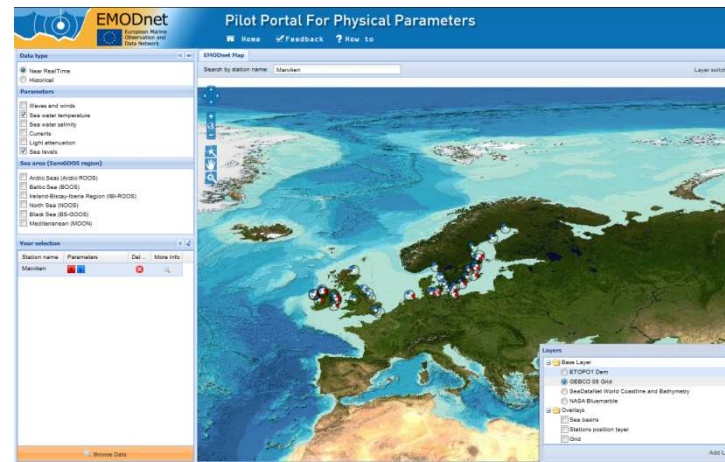 EMODnet
European Marine
Observation and
Data Network
Pilot Portal For Physical Parameters
Home Feedback ? How to
Data type
Near RealTime
Historical
Parameters
Waves and winds
Sea water temperature
Sea water salinity
Currents
Light attenuation
Sea levels
Sea area (EuroGOOS region)
Arctic Seas (Arctic ROOS)
Baltic Sea (BOOS)
Ireland-Biscay-Iberia Region (IBI-ROOS)
North Sea (NOOS)
Black Sea (BS-GOOS)
Mediterranean (MOON)
Your selection
Station name Parameters Del... More Info
Marviken
Browse Data
EMODnet Map
Search by station name: Marviken
Layer switch
Layers
Base Layer
ETOPO1 Dem
GEBCO 08 Grid
SeaDataNet World Coastline and Bathymetry
NASA Bluemarble
Overlays
Sea basins
Stations position layer
Grid
Add